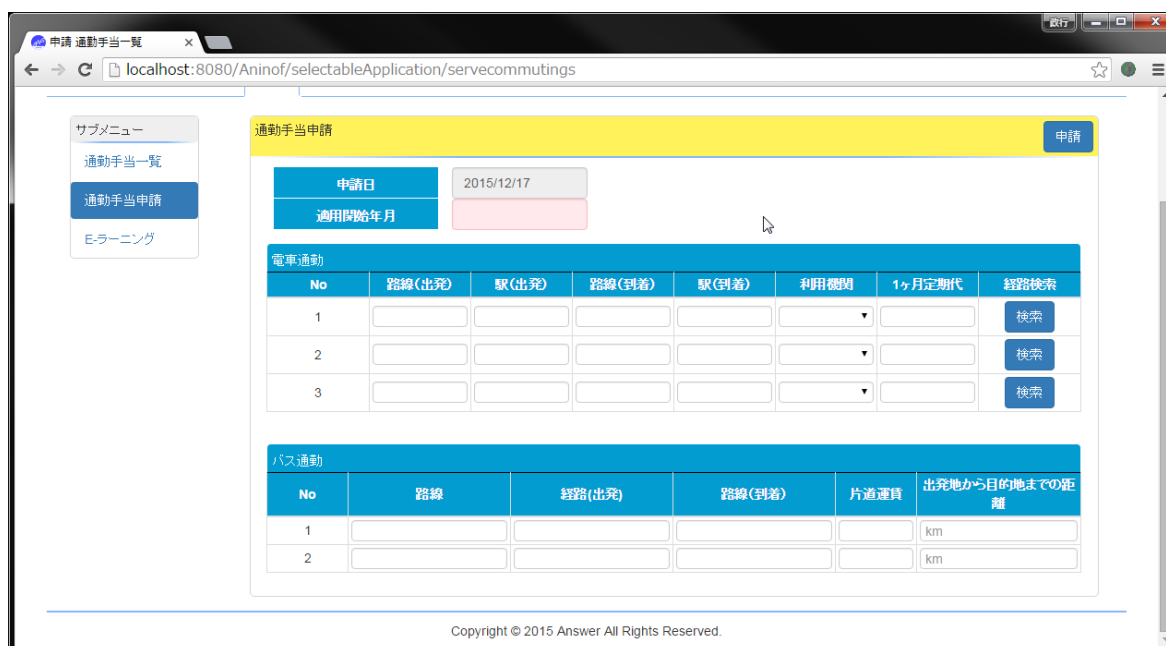 政行
申請 通勤手当一覧
localhost:8080/Aninof/selectableApplication/servecommutings
サブメニュー
通勤手当一覧
通勤手当申請
E-ラーニング
通勤手当申請
申請
申請日 2015/12/17
適用開始年月
電車通勤
No 路線(出発) 駅(出発) 路線(到着) 駅(到着) 利用機関 1ヶ月定期代 経路検索
1 検索
2 検索
3 検索
バス通勤
No 路線 経路(出発) 路線(到着) 片道運賃 出発地から目的地までの距
離
1 km
2 km
Copyright © 2015 Answer All Rights Reserved.